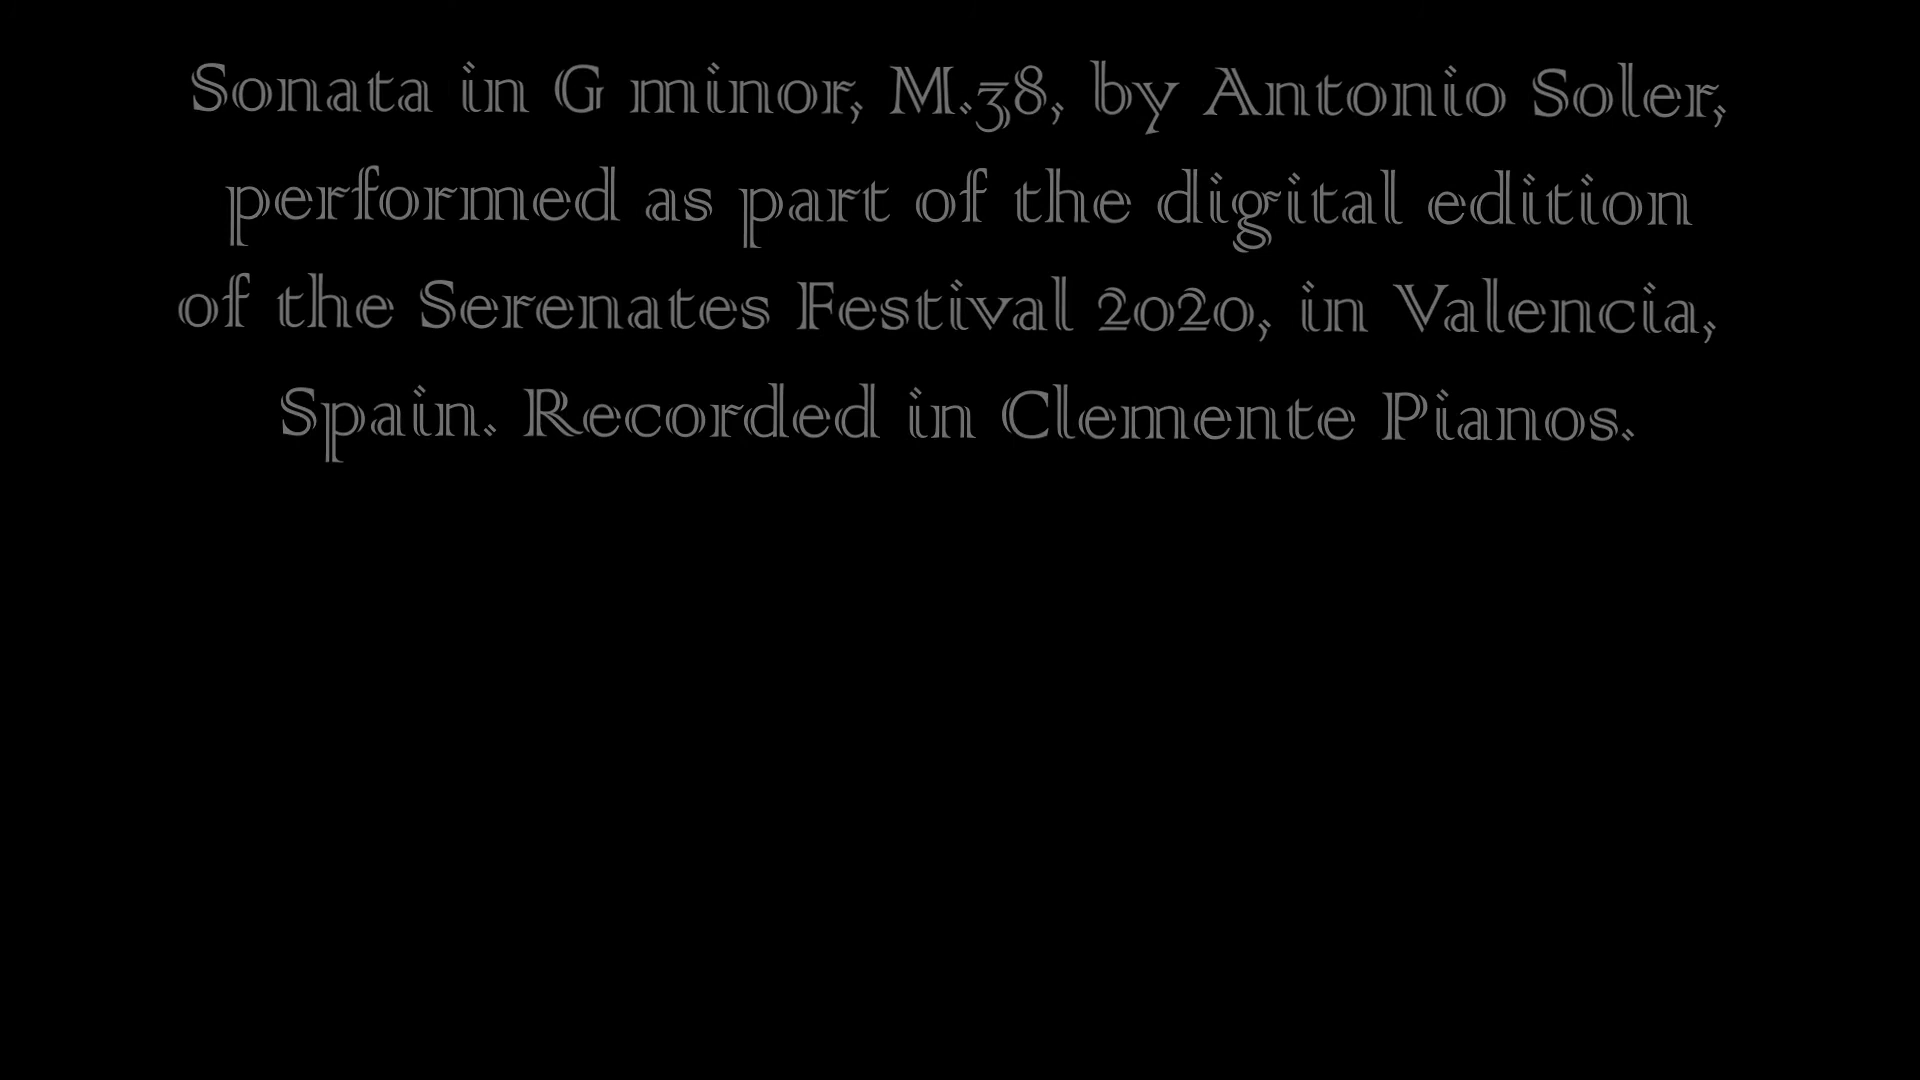 Sonata in G minor, M.38, by Antonio Soler,
performed as part of the digital edition
of the Serenates Festival 2020, in Valencia,
Spain. Recorded in Clemente Pianos.